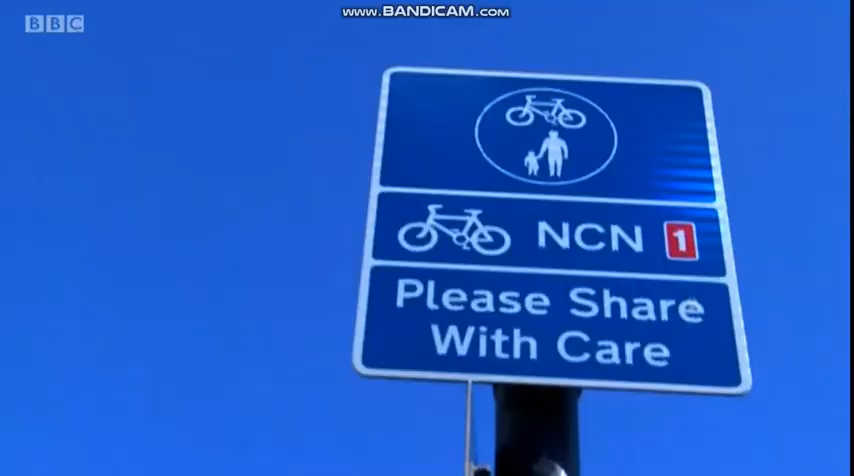 BBC
www.BANDICAM.com
NCN 1
Please Share
With Care